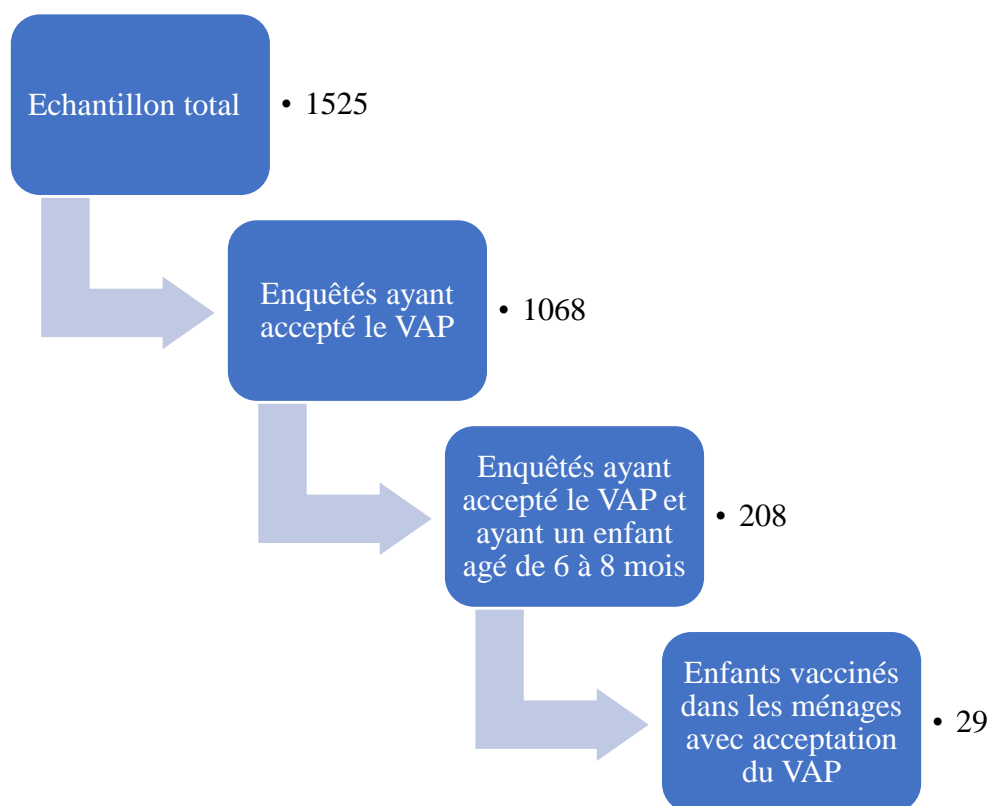 Echantillon total
• 1525
Enquêtés ayant
accepté le VAP
• 1068
Enquêtés ayant
accepté le VAP et
ayant un enfant
agé de 6 à 8 mois
• 208
Enfants vaccinés
dans les ménages
avec acceptation
du VAP
• 29